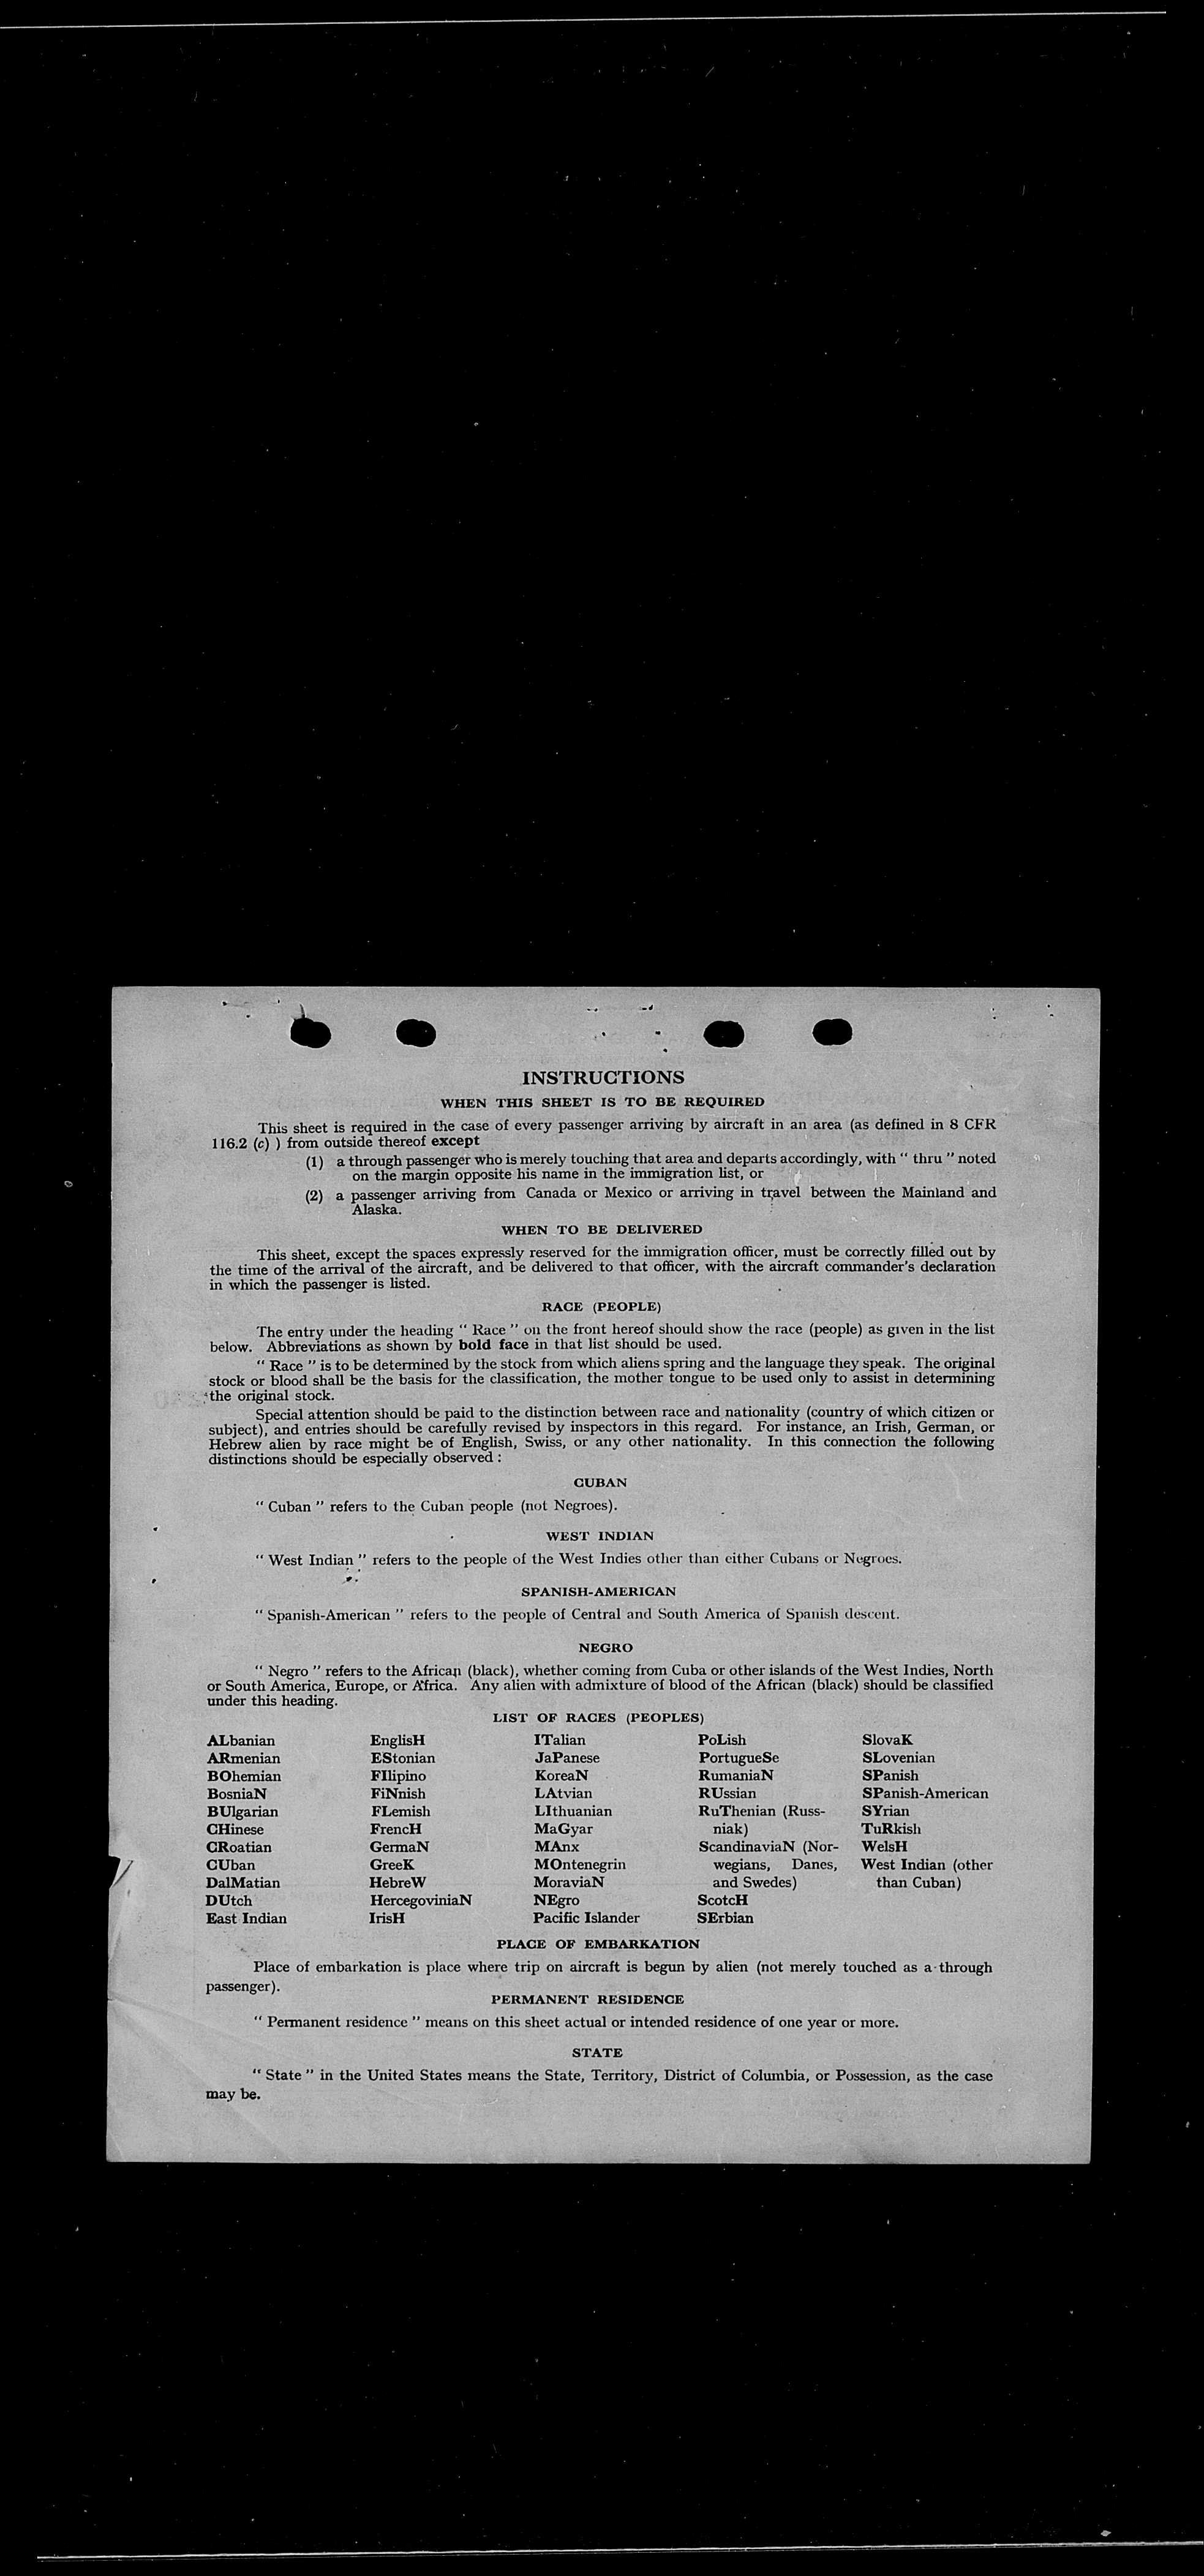 INSTRUCTIONS
WHEN THIS SHEET IS TO BE REQUIRED
This sheet is required in the case of every passenger arriving by aircraft in an area (as defined in 8 CFR
116.2 (c) ) from outside thereof except
(1) a through passenger who is merely touching that area and departs accordingly, with “ thru ” noted
on the margin opposite his name in the immigration list, or
(2) a passenger arriving from Canada or Mexico or arriving in travel between the Mainland and
Alaska.
WHEN TO BE DELIVERED
This sheet, except the spaces expressly reserved for the immigration officer, must be correctly filled out by
the time of the arrival of the aircraft, and be delivered to that officer, with the aircraft commander's declaration
in which the passenger is listed.
RACE (PEOPLE)
The entry under the heading “ Race ” on the front hereof should show the race (people) as given in the list
below. Abbreviations as shown by bold face in that list should be used.
“ Race ” is to be determined by the stock from which aliens spring and the language they speak. The original
stock or blood shall be the basis for the classification, the mother tongue to be used only to assist in determining
the original stock.
Special attention should be paid to the distinction between race and nationality (country of which citizen or
subject), and entries should be carefully revised by inspectors in this regard. For instance, an Irish, German, or
Hebrew alien by race might be of English, Swiss, or any other nationality. In this connection the following
distinctions should be especially observed :
CUBAN
“ Cuban ” refers to the Cuban people (not Negroes).
WEST INDIAN
“ West Indian ” refers to the people of the West Indies other than either Cubans or Negroes.
SPANISH-AMERICAN
“ Spanish-American ” refers to the people of Central and South America of Spanish descent.
NEGRO
“ Negro ” refers to the African (black), whether coming from Cuba or other islands of the West Indies, North
or South America, Europe, or Africa. Any alien with admixture of blood of the African (black) should be classified
under this heading.
LIST OF RACES (PEOPLES)
ALbanian EnglisH ITalian PoLish SlovaK
ARmenian EStonian JaPanese PortugueSe SLovenian
BOhemian FIlipino KoreaN RumaniaN SPanish
BosniaN FiNnish LAtvian RUssian SPanish-American
BUlgarian FLemish LIthuanian RuThenian (Russ- SYrian
CHinese FrencH MaGyar niak) TuRkish
CRoatian GermaN MAnx ScandinaviaN (Nor- WelsH
CUban GreeK MOntenegrin wegians, Danes, West Indian (other
DalMatian HebreW MoraviaN and Swedes) than Cuban)
DUtch HercegoviniaN NEgro ScotcH
East Indian IrisH Pacific Islander SErbian
PLACE OF EMBARKATION
Place of embarkation is place where trip on aircraft is begun by alien (not merely touched as a through
passenger).
PERMANENT RESIDENCE
“ Permanent residence ” means on this sheet actual or intended residence of one year or more.
STATE
“ State ” in the United States means the State, Territory, District of Columbia, or Possession, as the case
may be.